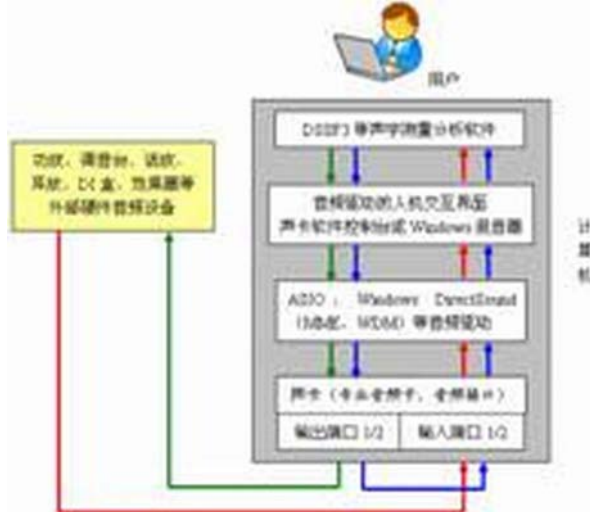 用户
DSSF3 等声学测量分析软件
功放、调音台、话放、
耳放、DI 盒、效果器等
外部硬件音频设备
音频驱动的人机交互界面
声卡软件控制台或 Windows 混音器
ASIO 、 Windows DirectSound
WDM）等音频驱动
声卡（专业音频卡、音频接口）
输出端口 1/2
输入端口 1/2
计
算
机